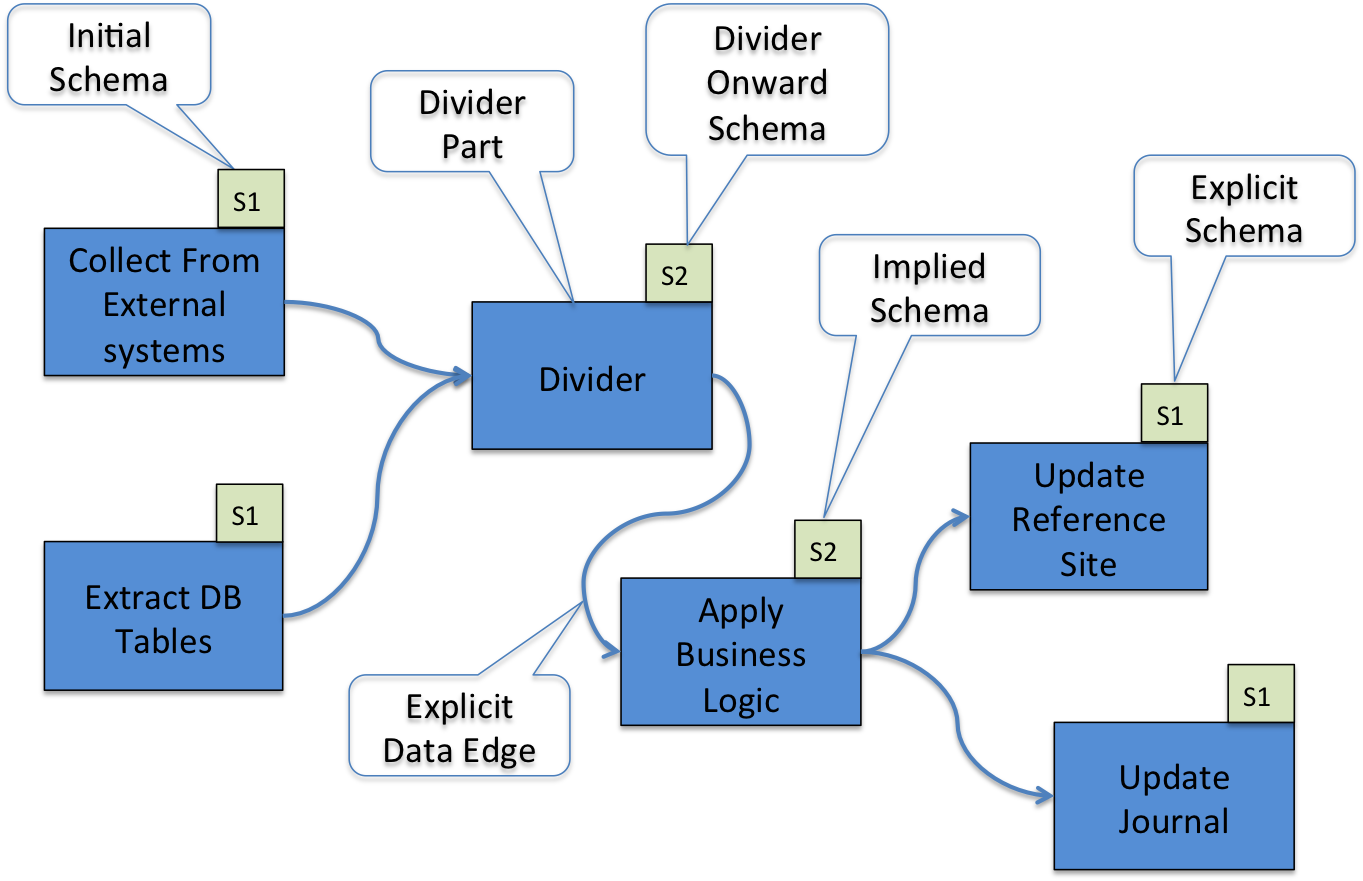 Initial
Schema
S1
Collect From
External
systems
Divider
Part
Divider
Onward
Schema
S2
Divider
Implied
Schema
Explicit
Schema
S1
Update
Reference
Site
S1
Extract DB
Tables
Explicit
Data Edge
S2
Apply
Business
Logic
S1
Update
Journal